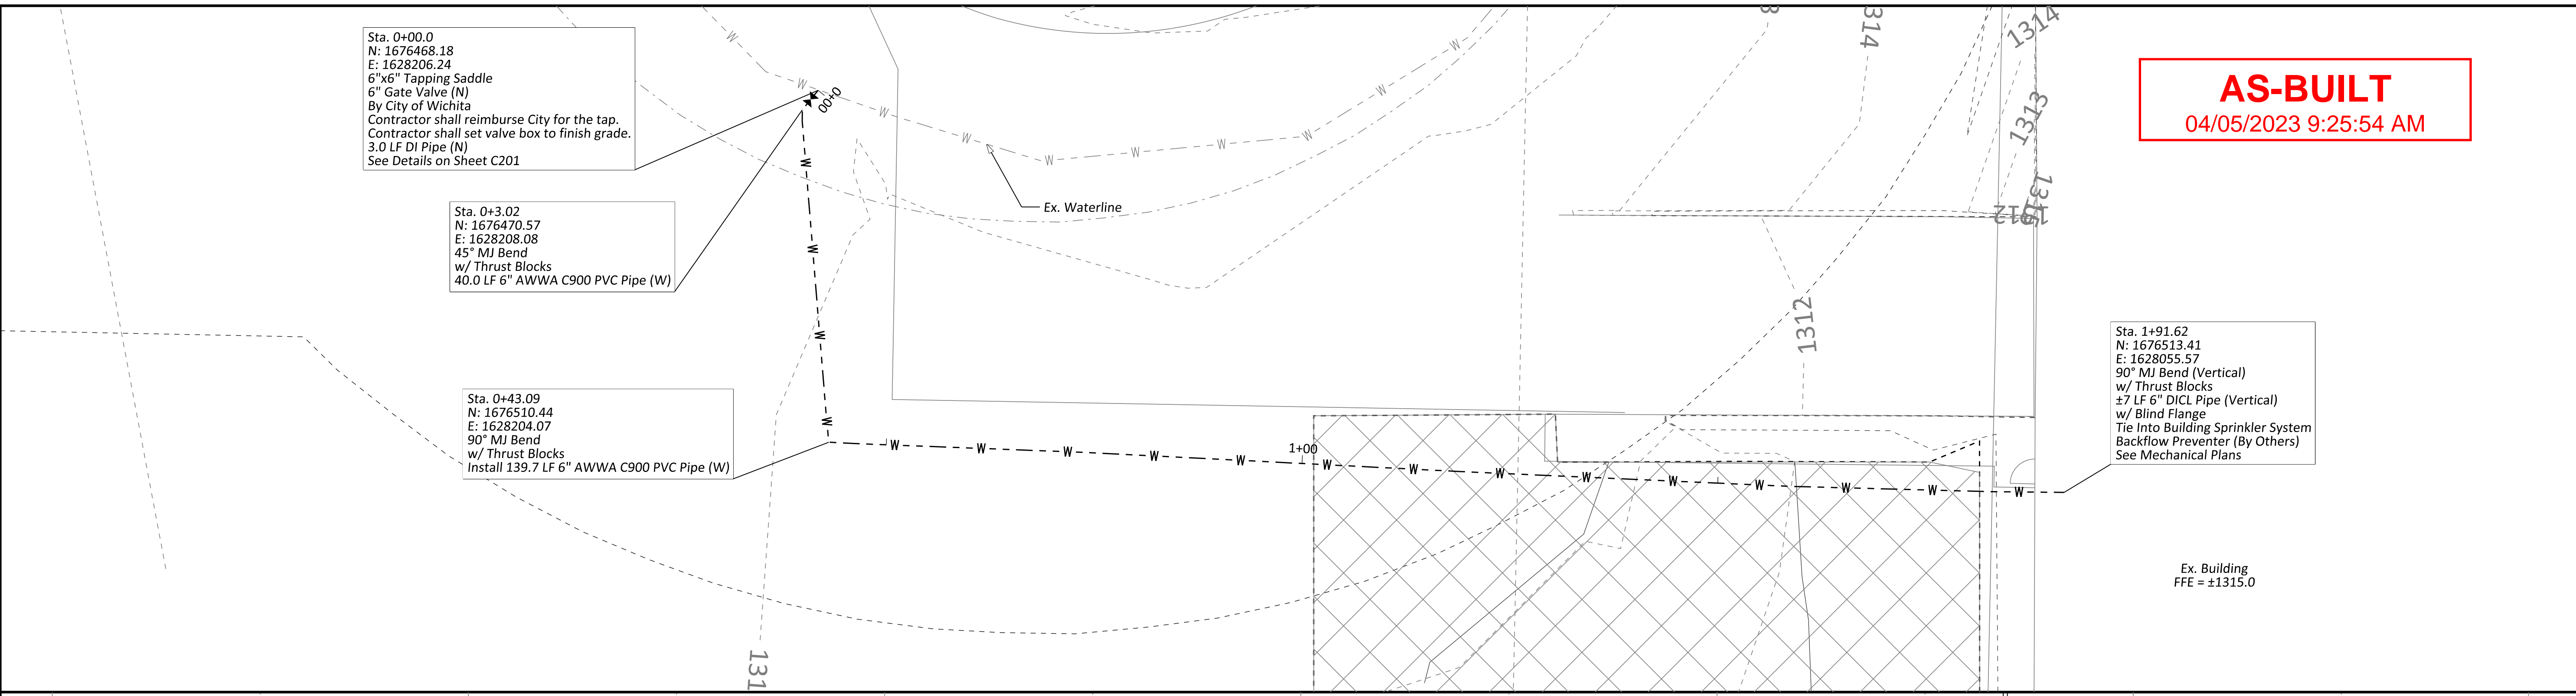 Sta. 0+00.0
N: 1676468.18
E: 1628206.24
6"x6" Tapping Saddle
6" Gate Valve (N)
By City of Wichita
Contractor shall reimburse City for the tap.
Contractor shall set valve box to finish grade.
3.0 LF DI Pipe (N)
See Details on Sheet C201
Sta. 0+3.02
N: 1676470.57
E: 1628208.08
45° MJ Bend
w/ Thrust Blocks
40.0 LF 6" AWWA C900 PVC Pipe (W)
Sta. 0+43.09
N: 1676510.44
E: 1628204.07
90° MJ Bend
w/ Thrust Blocks
Install 139.7 LF 6" AWWA C900 PVC Pipe (W)
0+00
W W W W W W W W W W
Ex. Waterline
W W W W
W W W W W W W W W W W W W W
1+00
314
1314
1313
1312
1312
131
AS-BUILT
04/05/2023 9:25:54 AM
Sta. 1+91.62
N: 1676513.41
E: 1628055.57
90° MJ Bend (Vertical)
w/ Thrust Blocks
±7 LF 6" DICL Pipe (Vertical)
w/ Blind Flange
Tie Into Building Sprinkler System
Backflow Preventer (By Others)
See Mechanical Plans
Ex. Building
FFE = ±1315.0